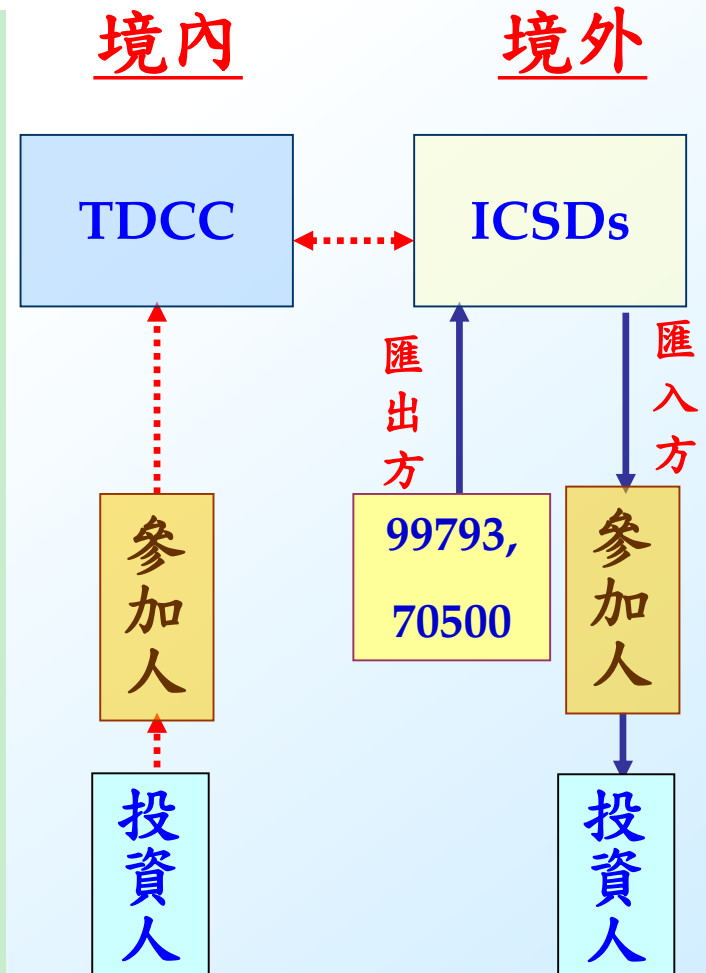 境內
境外
TDCC
ICSDs
匯出方
匯入方
參加人
99793,
70500
參加人
投資人
投資人